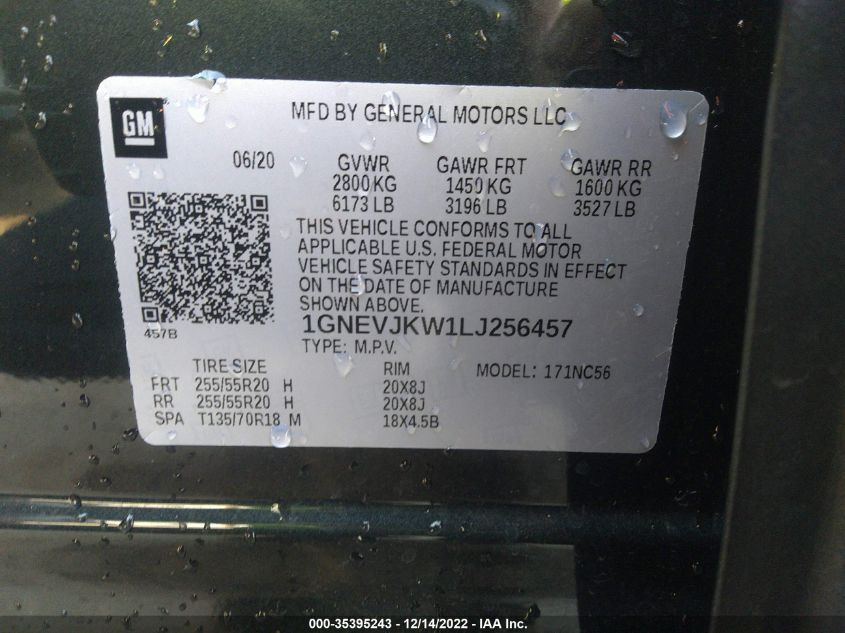 GM
MFD BY GENERAL MOTORS LLC
06/20 GVWR GAWR FRT GAWR RR
2800 KG 1450 KG 1600 KG
6173 LB 3196 LB 3527 LB
THIS VEHICLE CONFORMS TO ALL
APPLICABLE U.S. FEDERAL MOTOR
VEHICLE SAFETY STANDARDS IN EFFECT
ON THE DATE OF MANUFACTURE
SHOWN ABOVE.
457B
1GNEVJKW1LJ256457
TYPE: M.P.V.
TIRE SIZE RIM MODEL: 171NC56
FRT 255/55R20 H 20X8J
RR 255/55R20 H 20X8J
SPA T135/70R18 M 18X4.5B
000-35395243 - 12/14/2022 - IAA Inc.